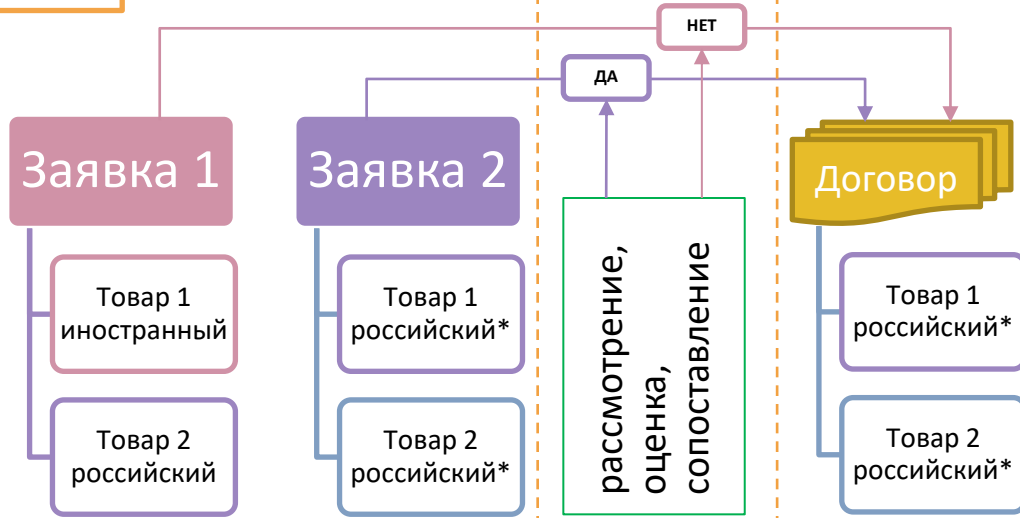 НЕТ
ДА
Заявка 1
Заявка 2
Договор
рассмотрение,
оценка,
сопоставление
Товар 1
иностранный
Товар 1
российский*
Товар 1
российский*
Товар 2
российский
Товар 2
российский*
Товар 2
российский*